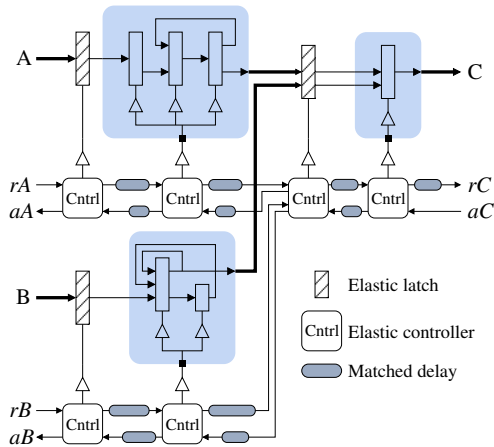 A
C
rA
Cntrl
Cntrl
Cntrl
Cntrl
rC
aA
aC
B
Elastic latch
Cntrl
Elastic controller
Matched delay
rB
Cntrl
Cntrl
aB